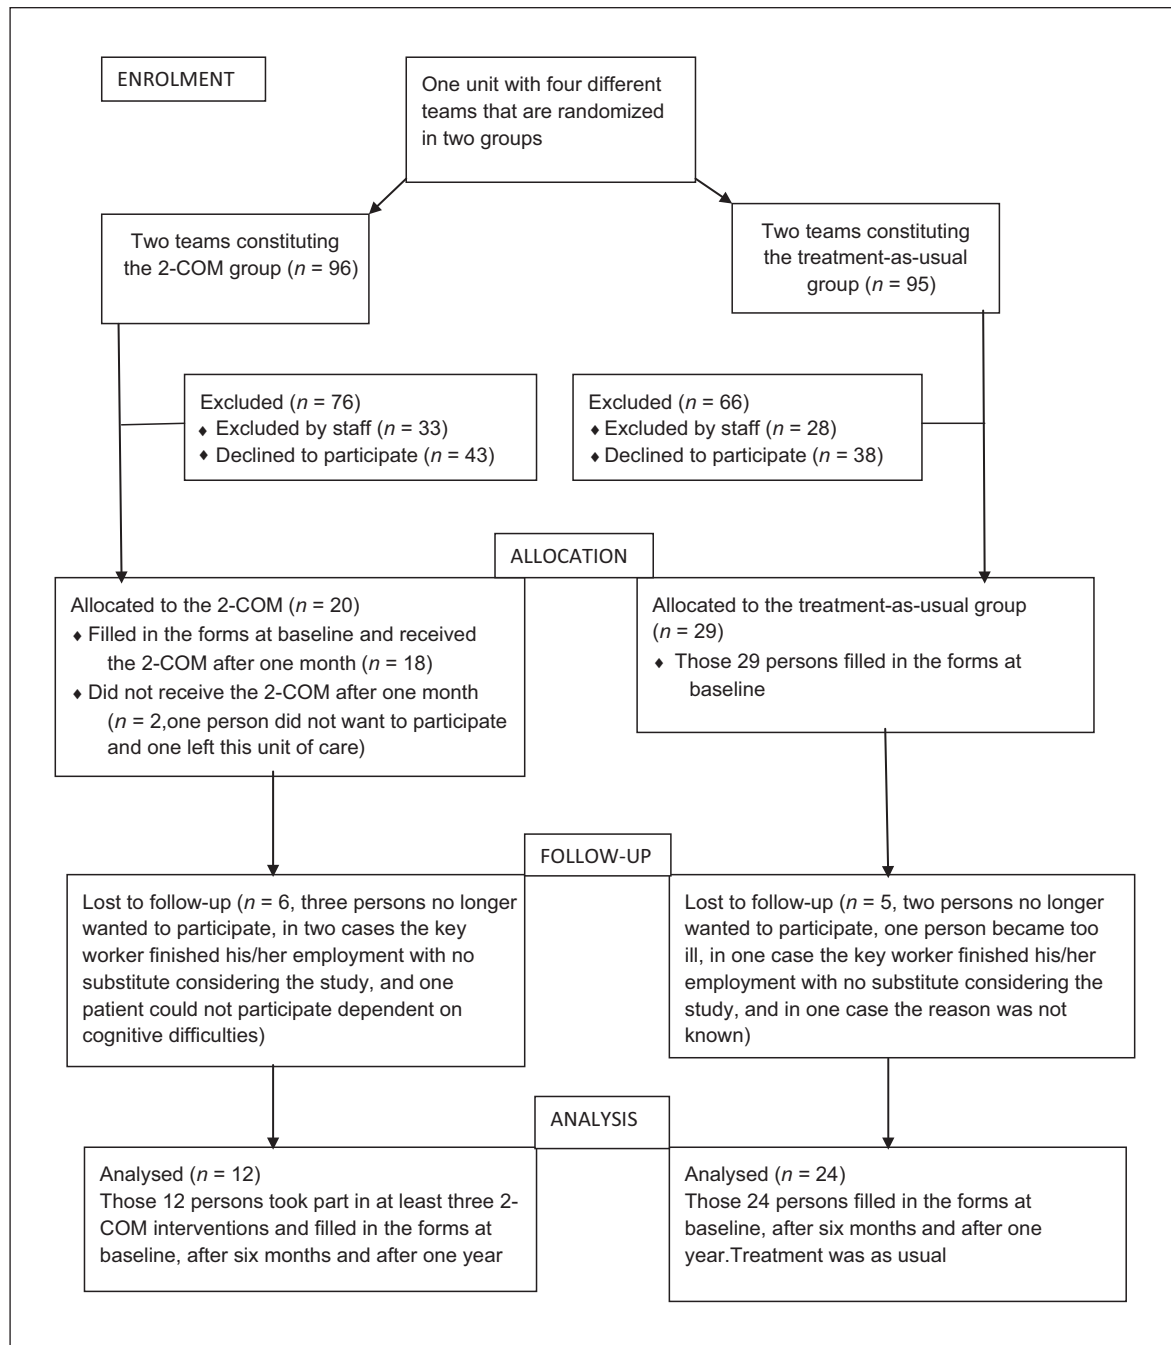 ENROLMENT
One unit with four different
teams that are randomized
in two groups
Two teams constituting
the 2-COM group (n = 96)
Two teams constituting
the treatment-as-usual
group (n = 95)
Excluded (n = 76)
♦ Excluded by staff (n = 33)
♦ Declined to participate (n = 43)
Excluded (n = 66)
♦ Excluded by staff (n = 28)
♦ Declined to participate (n = 38)
ALLOCATION
Allocated to the 2-COM (n = 20)
♦ Filled in the forms at baseline and received
the 2-COM after one month (n = 18)
♦ Did not receive the 2-COM after one month
(n = 2,one person did not want to participate
and one left this unit of care)
Allocated to the treatment-as-usual group
(n = 29)
♦ Those 29 persons filled in the forms at
baseline
FOLLOW-UP
Lost to follow-up (n = 6, three persons no longer
wanted to participate, in two cases the key
worker finished his/her employment with no
substitute considering the study, and one
patient could not participate dependent on
cognitive difficulties)
Lost to follow-up (n = 5, two persons no longer
wanted to participate, one person became too
ill, in one case the key worker finished his/her
employment with no substitute considering the
study, and in one case the reason was not
known)
ANALYSIS
Analysed (n = 12)
Those 12 persons took part in at least three 2-
COM interventions and filled in the forms at
baseline, after six months and after one year
Analysed (n = 24)
Those 24 persons filled in the forms at
baseline, after six months and after one
year.Treatment was as usual